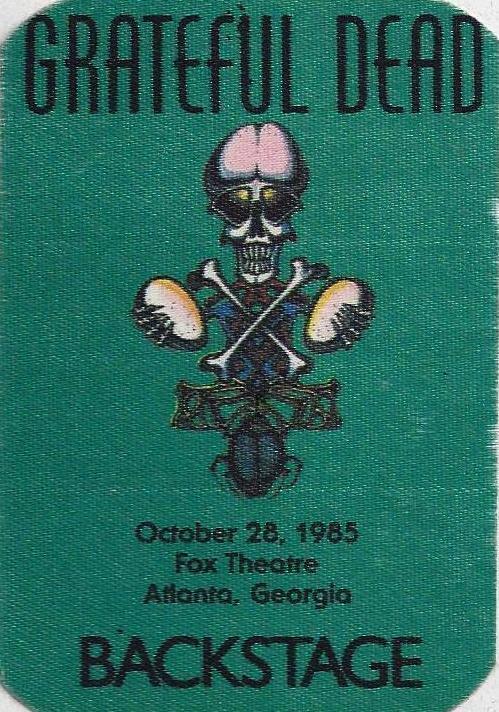 GRATEFUL DEAD
October 28, 1985
Fox Theatre
Atlanta, Georgia
BACKSTAGE